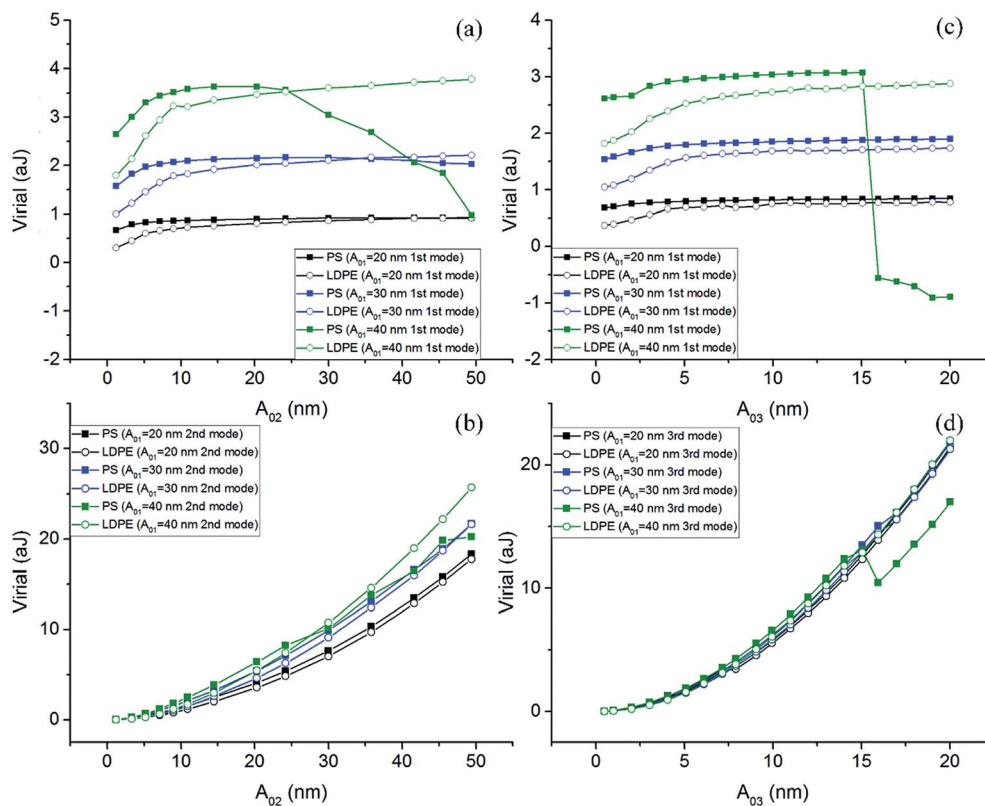 (a)
5
4
3
2
1
0
1
2
Virial (aJ)
PS (A01=20 nm 1st mode)
LDPE (A01=20 nm 1st mode)
PS (A01=30 nm 1st mode)
LDPE (A01=30 nm 1st mode)
PS (A01=40 nm 1st mode)
LDPE (A01=40 nm 1st mode)
0 10 20 30 40 50
A02 (nm)
(c)
4
3
2
1
0
-1
-2
Virial (aJ)
PS (A01=20 nm 1st mode)
LDPE (A01=20 nm 1st mode)
PS (A01=30 nm 1st mode)
LDPE (A01=30 nm 1st mode)
PS (A01=40 nm 1st mode)
LDPE (A01=40 nm 1st mode)
0 5 10 15 20
A03 (nm)
(b)
30
20
10
0
Virial (aJ)
PS (A01=20 nm 2nd mode)
LDPE (A01=20 nm 2nd mode)
PS (A01=30 nm 2nd mode)
LDPE (A01=30 nm 2nd mode)
PS (A01=40 nm 2nd mode)
LDPE (A01=40 nm 2nd mode)
0 10 20 30 40 50
A02 (nm)
(d)
20
10
0
Virial (aJ)
PS (A01=20 nm 3rd mode)
LDPE (A01=20 nm 3rd mode)
PS (A01=30 nm 3rd mode)
LDPE (A01=30 nm 3rd mode)
PS (A01=40 nm 3rd mode)
LDPE (A01=40 nm 3rd mode)
0 5 10 15 20
A03 (nm)